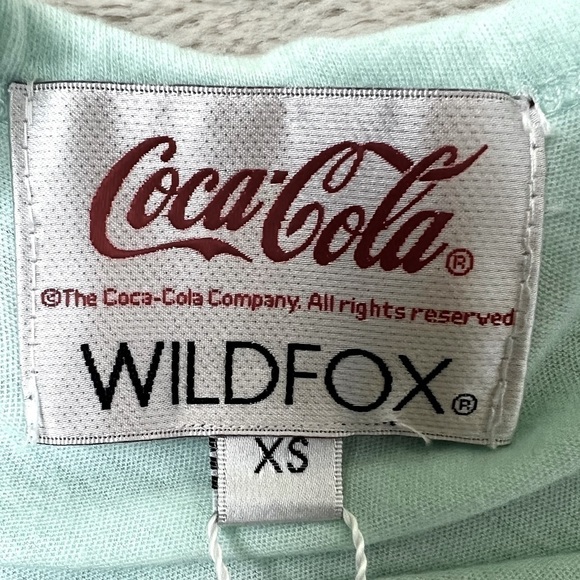 Coca-Cola®
©The Coca-Cola Company. All rights reserved
WILDFOX®
XS